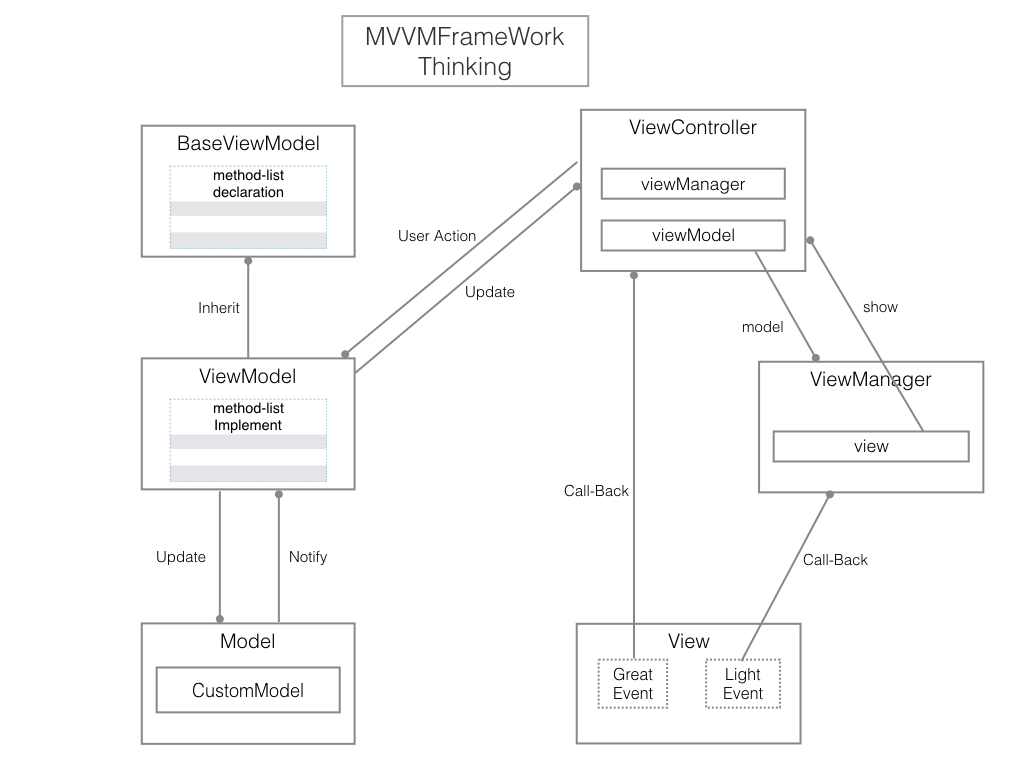 MVVMFrameWork
Thinking
BaseViewModel
method-list
declaration
ViewController
viewManager
viewModel
User Action
Update
Inherit
model
show
ViewModel
method-list
Implement
ViewManager
view
Call-Back
Update
Notify
Call-Back
Model
CustomModel
View
Great
Event
Light
Event